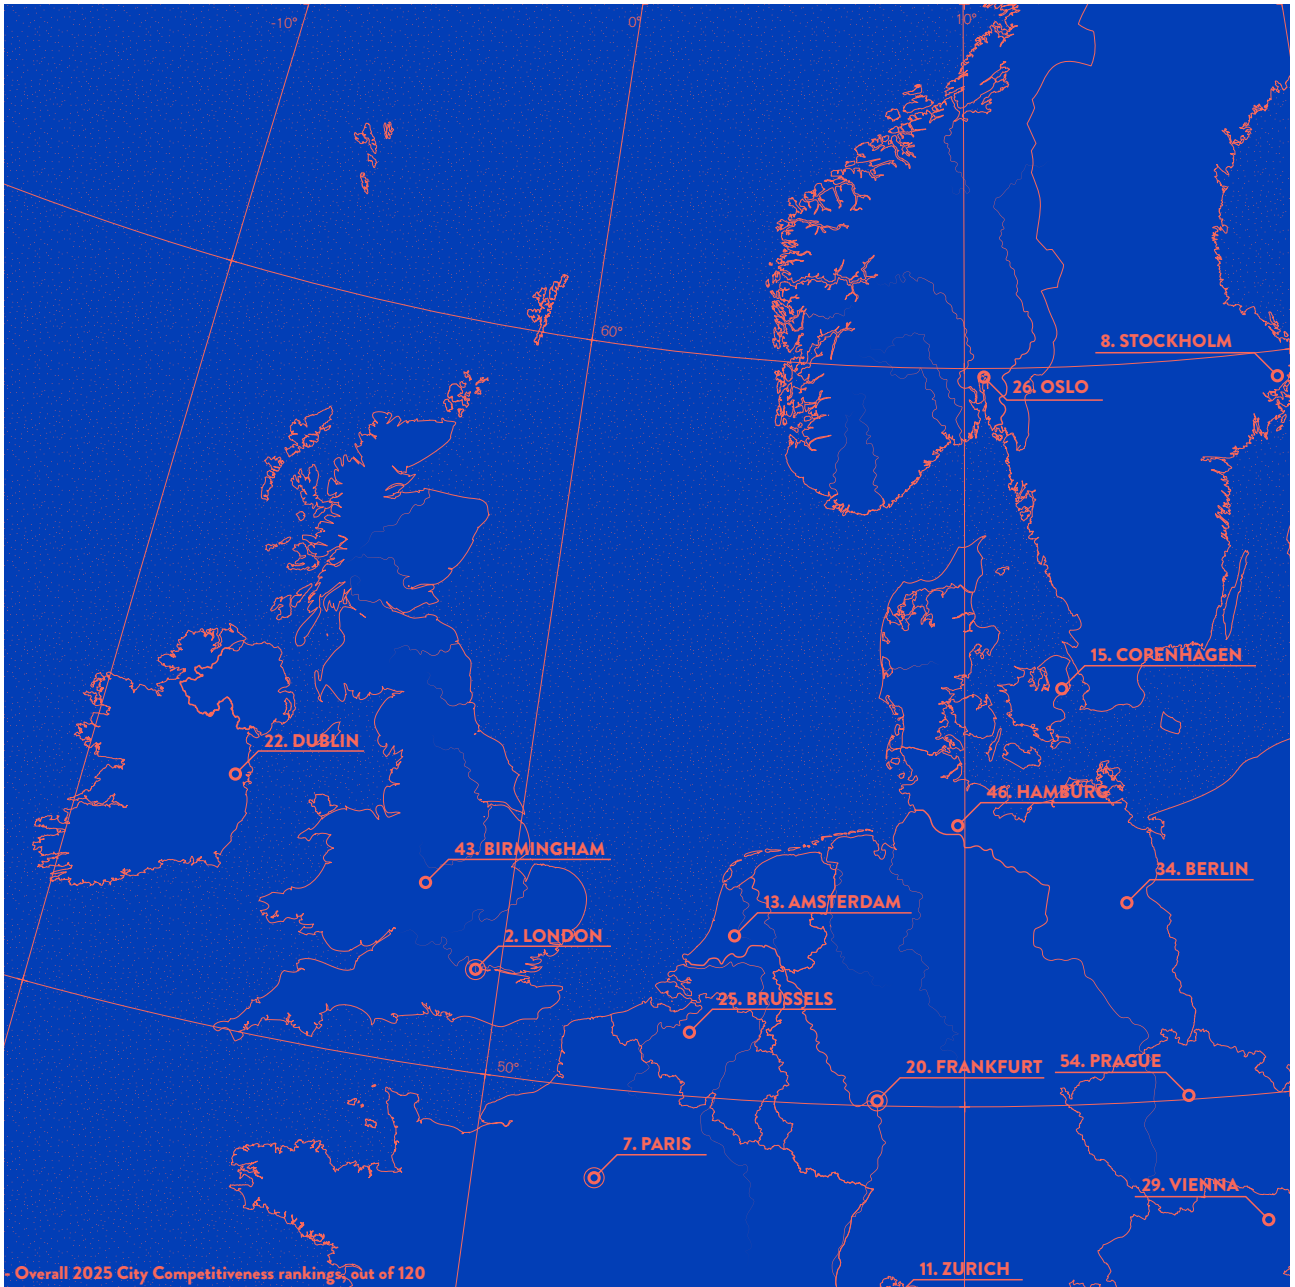 -10°
0°
10°
60°
8. STOCKHOLM
26. OSLO
15. COPENHAGEN
22. DUBLIN
46. HAMBURG
43. BIRMINGHAM
34. BERLIN
13. AMSTERDAM
2. LONDON
25. BRUSSELS
50°
20. FRANKFURT
54. PRAGUE
7. PARIS
29. VIENNA
11. ZURICH
- Overall 2025 City Competitiveness rankings, out of 120